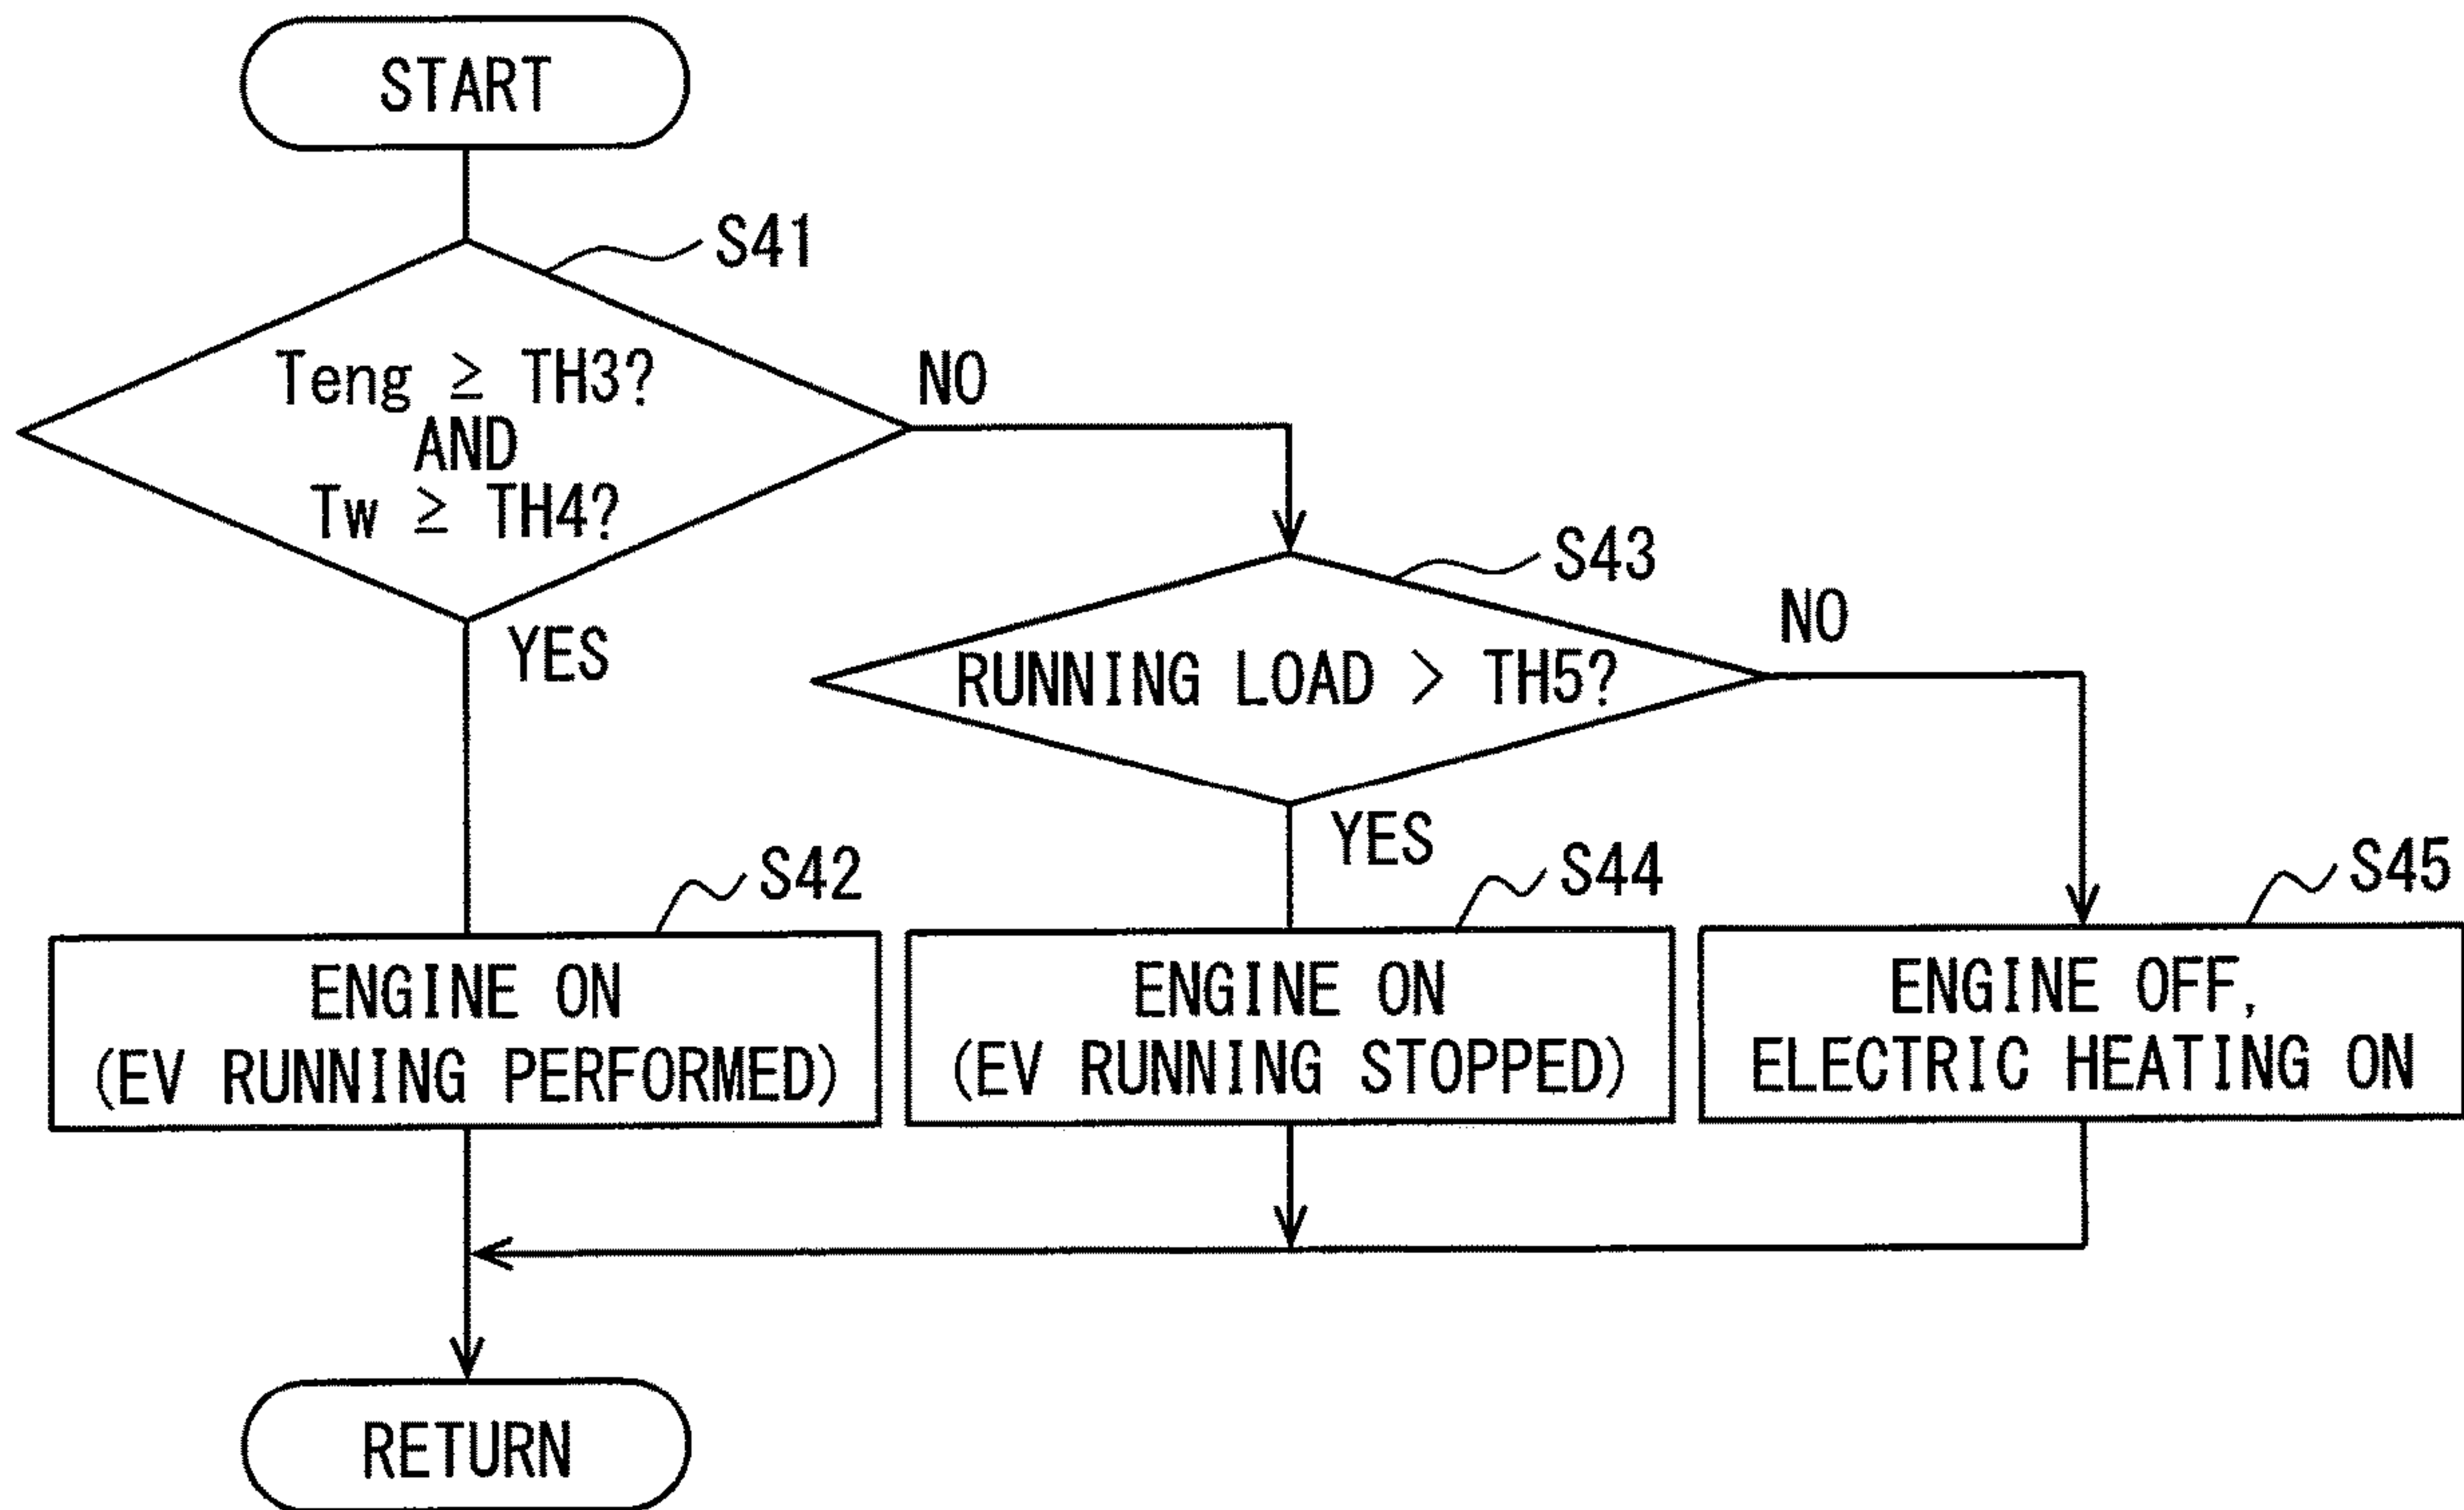 START
S41
Teng ≥ TH3?
AND
Tw ≥ TH4?
NO
YES
S43
RUNNING LOAD > TH5?
NO
YES
S42
ENGINE ON
(EV RUNNING PERFORMED)
S44
ENGINE ON
(EV RUNNING STOPPED)
S45
ENGINE OFF,
ELECTRIC HEATING ON
RETURN